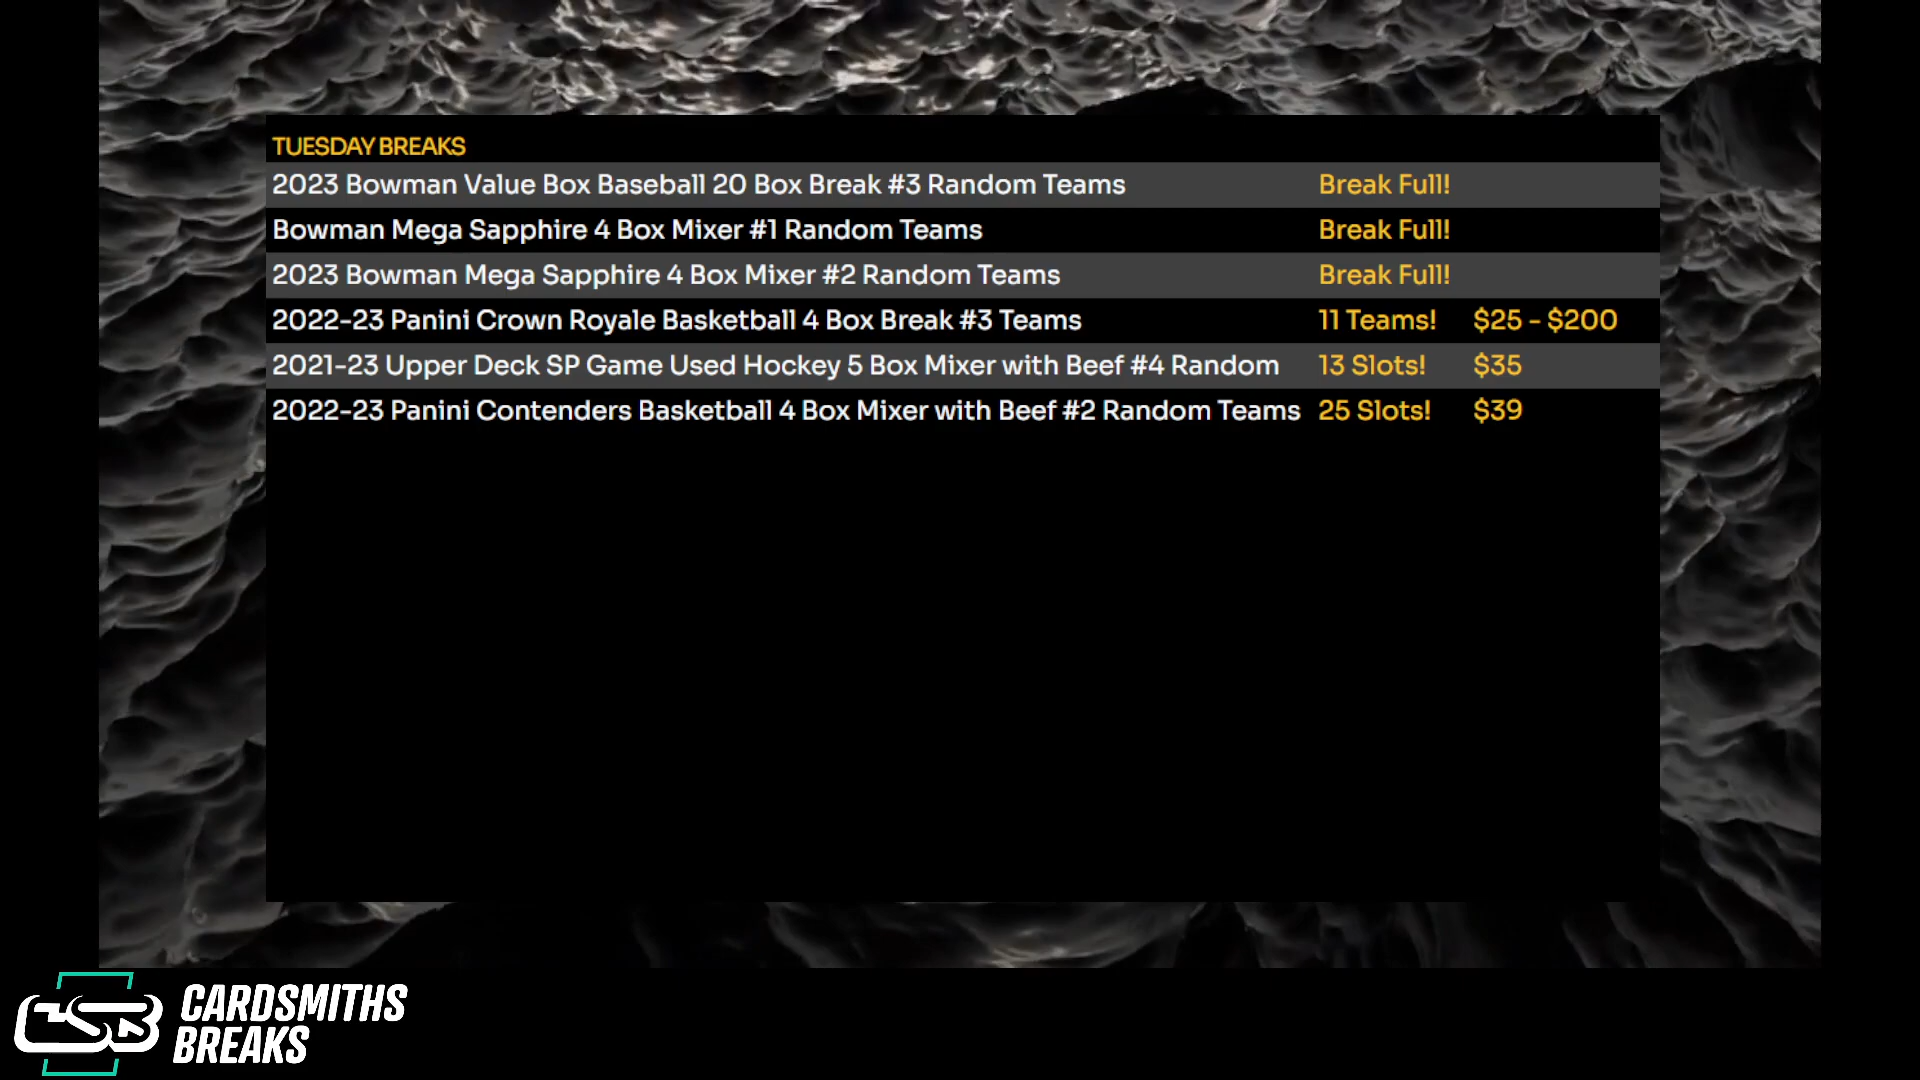 TUESDAY BREAKS
2023 Bowman Value Box Baseball 20 Box Break #3 Random Teams Break Full!
Bowman Mega Sapphire 4 Box Mixer #1 Random Teams Break Full!
2023 Bowman Mega Sapphire 4 Box Mixer #2 Random Teams Break Full!
2022-23 Panini Crown Royale Basketball 4 Box Break #3 Teams 11 Teams! $25 - $200
2021-23 Upper Deck SP Game Used Hockey 5 Box Mixer with Beef #4 Random 13 Slots! $35
2022-23 Panini Contenders Basketball 4 Box Mixer with Beef #2 Random Teams 25 Slots! $39
CSB CARDSMITHS
BREAKS